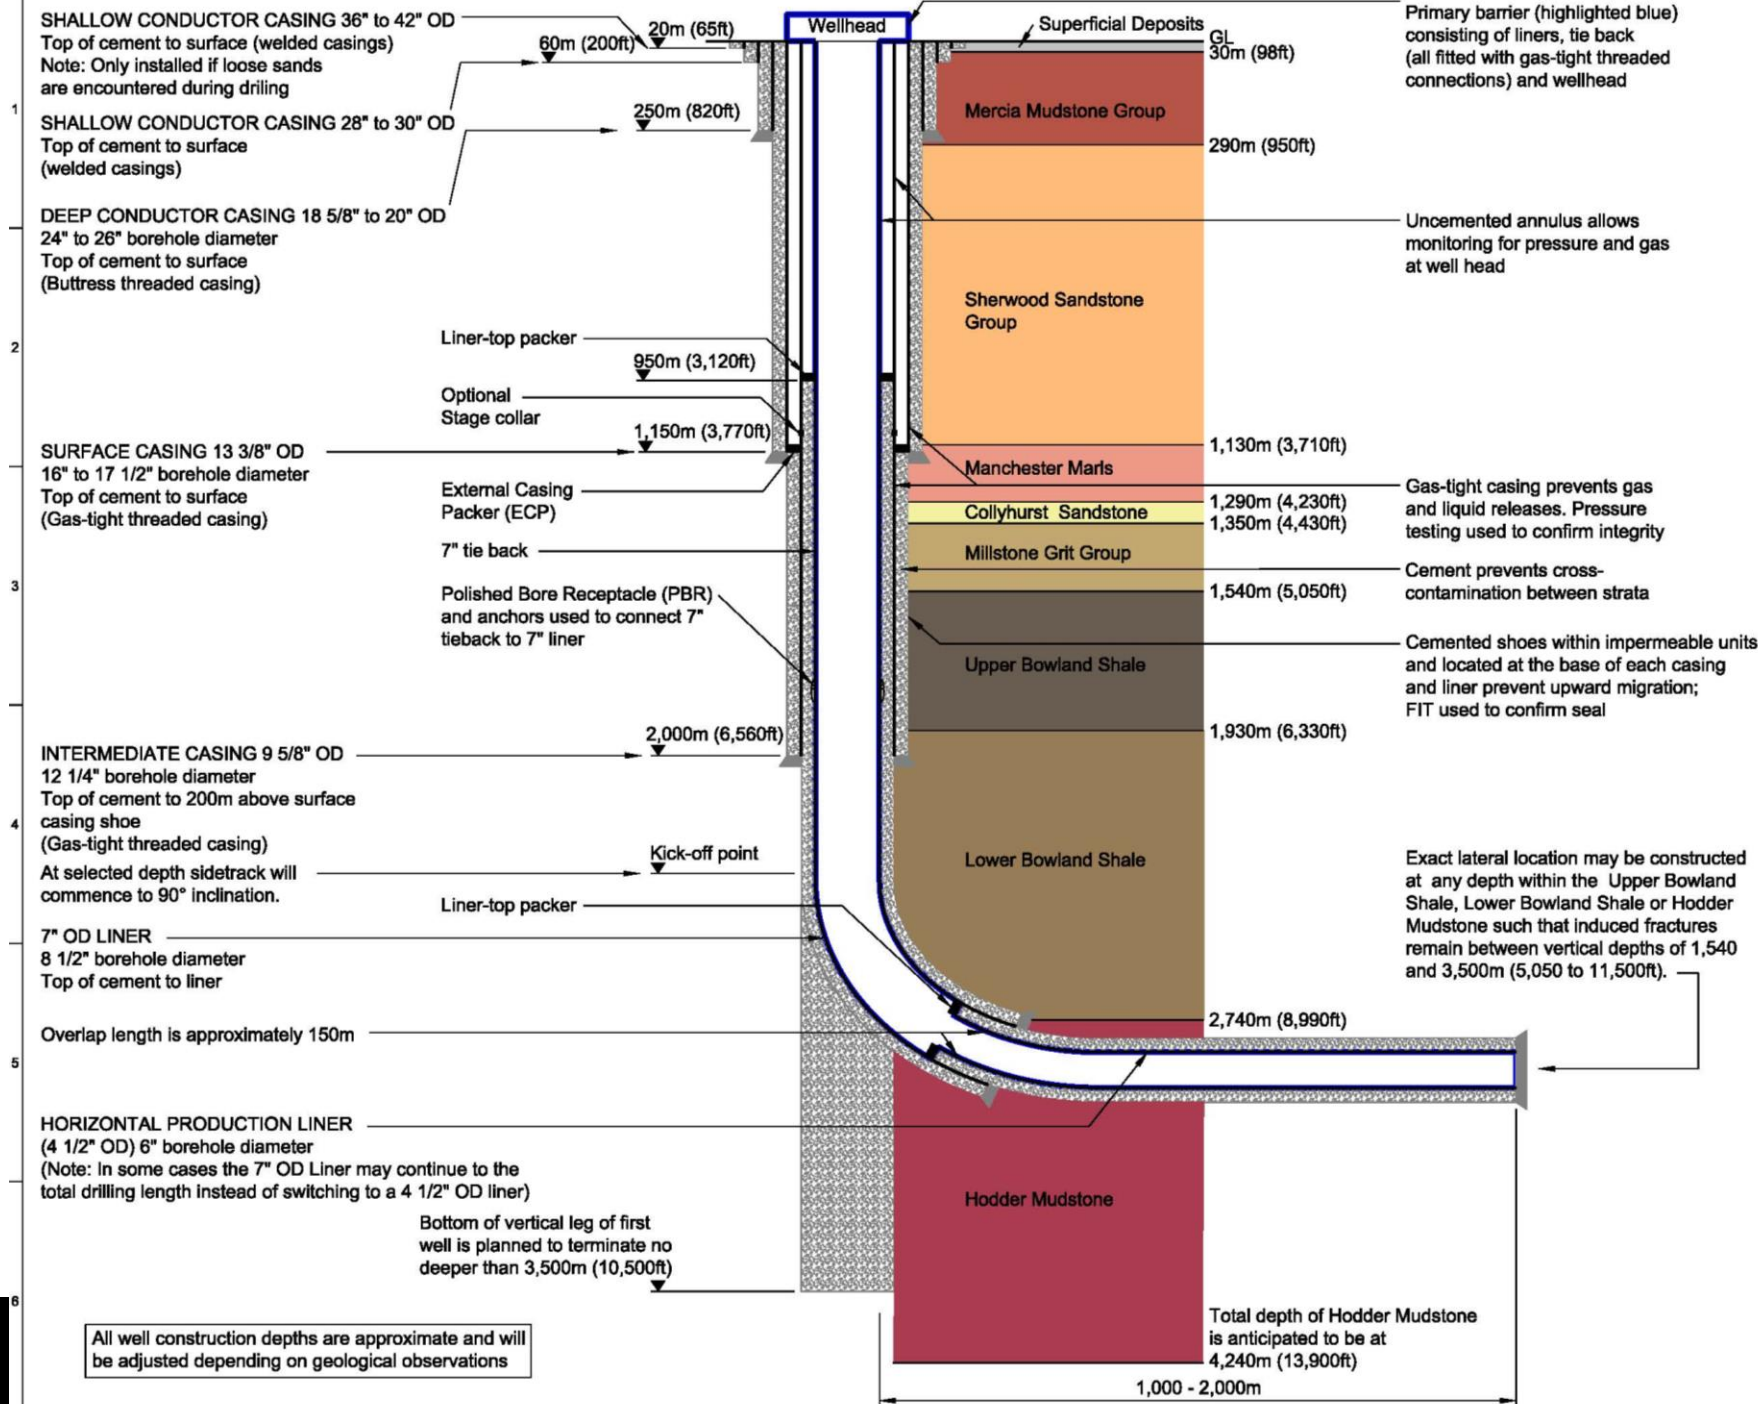 SHALLOW CONDUCTOR CASING 36" to 42" OD
Top of cement to surface (welded casings)
Note: Only installed if loose sands
are encountered during driling
SHALLOW CONDUCTOR CASING 28" to 30" OD
Top of cement to surface
(welded casings)
DEEP CONDUCTOR CASING 18 5/8" to 20" OD
24" to 26" borehole diameter
Top of cement to surface
(Buttress threaded casing)
SURFACE CASING 13 3/8" OD
16" to 17 1/2" borehole diameter
Top of cement to surface
(Gas-tight threaded casing)
INTERMEDIATE CASING 9 5/8" OD
12 1/4" borehole diameter
Top of cement to 200m above surface
casing shoe
(Gas-tight threaded casing)
At selected depth sidetrack will
commence to 90° inclination.
7" OD LINER
8 1/2" borehole diameter
Top of cement to liner
Overlap length is approximately 150m
HORIZONTAL PRODUCTION LINER
(4 1/2" OD) 6" borehole diameter
(Note: In some cases the 7" OD Liner may continue to the
total drilling length instead of switching to a 4 1/2" OD liner)
Bottom of vertical leg of first
well is planned to terminate no
deeper than 3,500m (10,500ft)
All well construction depths are approximate and will
be adjusted depending on geological observations
1
2
3
4
5
6
20m (65ft)
60m (200ft)
250m (820ft)
Liner-top packer
950m (3,120ft)
Optional
Stage collar
1,150m (3,770ft)
External Casing
Packer (ECP)
7" tie back
Polished Bore Receptacle (PBR)
and anchors used to connect 7"
tieback to 7" liner
2,000m (6,560ft)
Kick-off point
Liner-top packer
Wellhead
Superficial Deposits
GL
30m (98ft)
Mercia Mudstone Group
290m (950ft)
Sherwood Sandstone
Group
1,130m (3,710ft)
Manchester Marls
1,290m (4,230ft)
Collyhurst Sandstone
1,350m (4,430ft)
Millstone Grit Group
1,540m (5,050ft)
Upper Bowland Shale
1,930m (6,330ft)
Lower Bowland Shale
2,740m (8,990ft)
Hodder Mudstone
Total depth of Hodder Mudstone
is anticipated to be at
4,240m (13,900ft)
1,000 - 2,000m
Primary barrier (highlighted blue)
consisting of liners, tie back
(all fitted with gas-tight threaded
connections) and wellhead
Uncemented annulus allows
monitoring for pressure and gas
at well head
Gas-tight casing prevents gas
and liquid releases. Pressure
testing used to confirm integrity
Cement prevents cross-
contamination between strata
Cemented shoes within impermeable units
and located at the base of each casing
and liner prevent upward migration;
FIT used to confirm seal
Exact lateral location may be constructed
at any depth within the Upper Bowland
Shale, Lower Bowland Shale or Hodder
Mudstone such that induced fractures
remain between vertical depths of 1,540
and 3,500m (5,050 to 11,500ft).